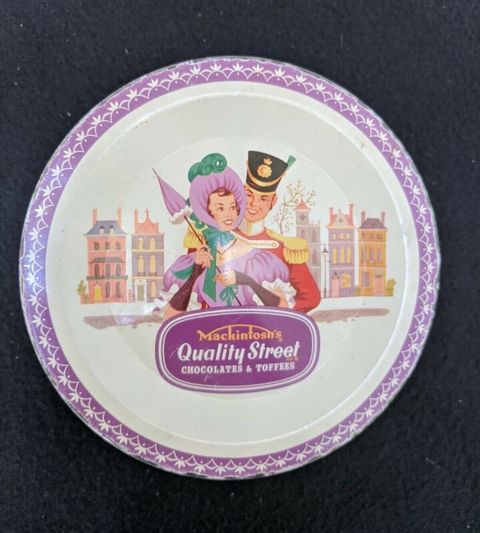 Mackintosh's
Quality Street
CHOCOLATES & TOFFEES